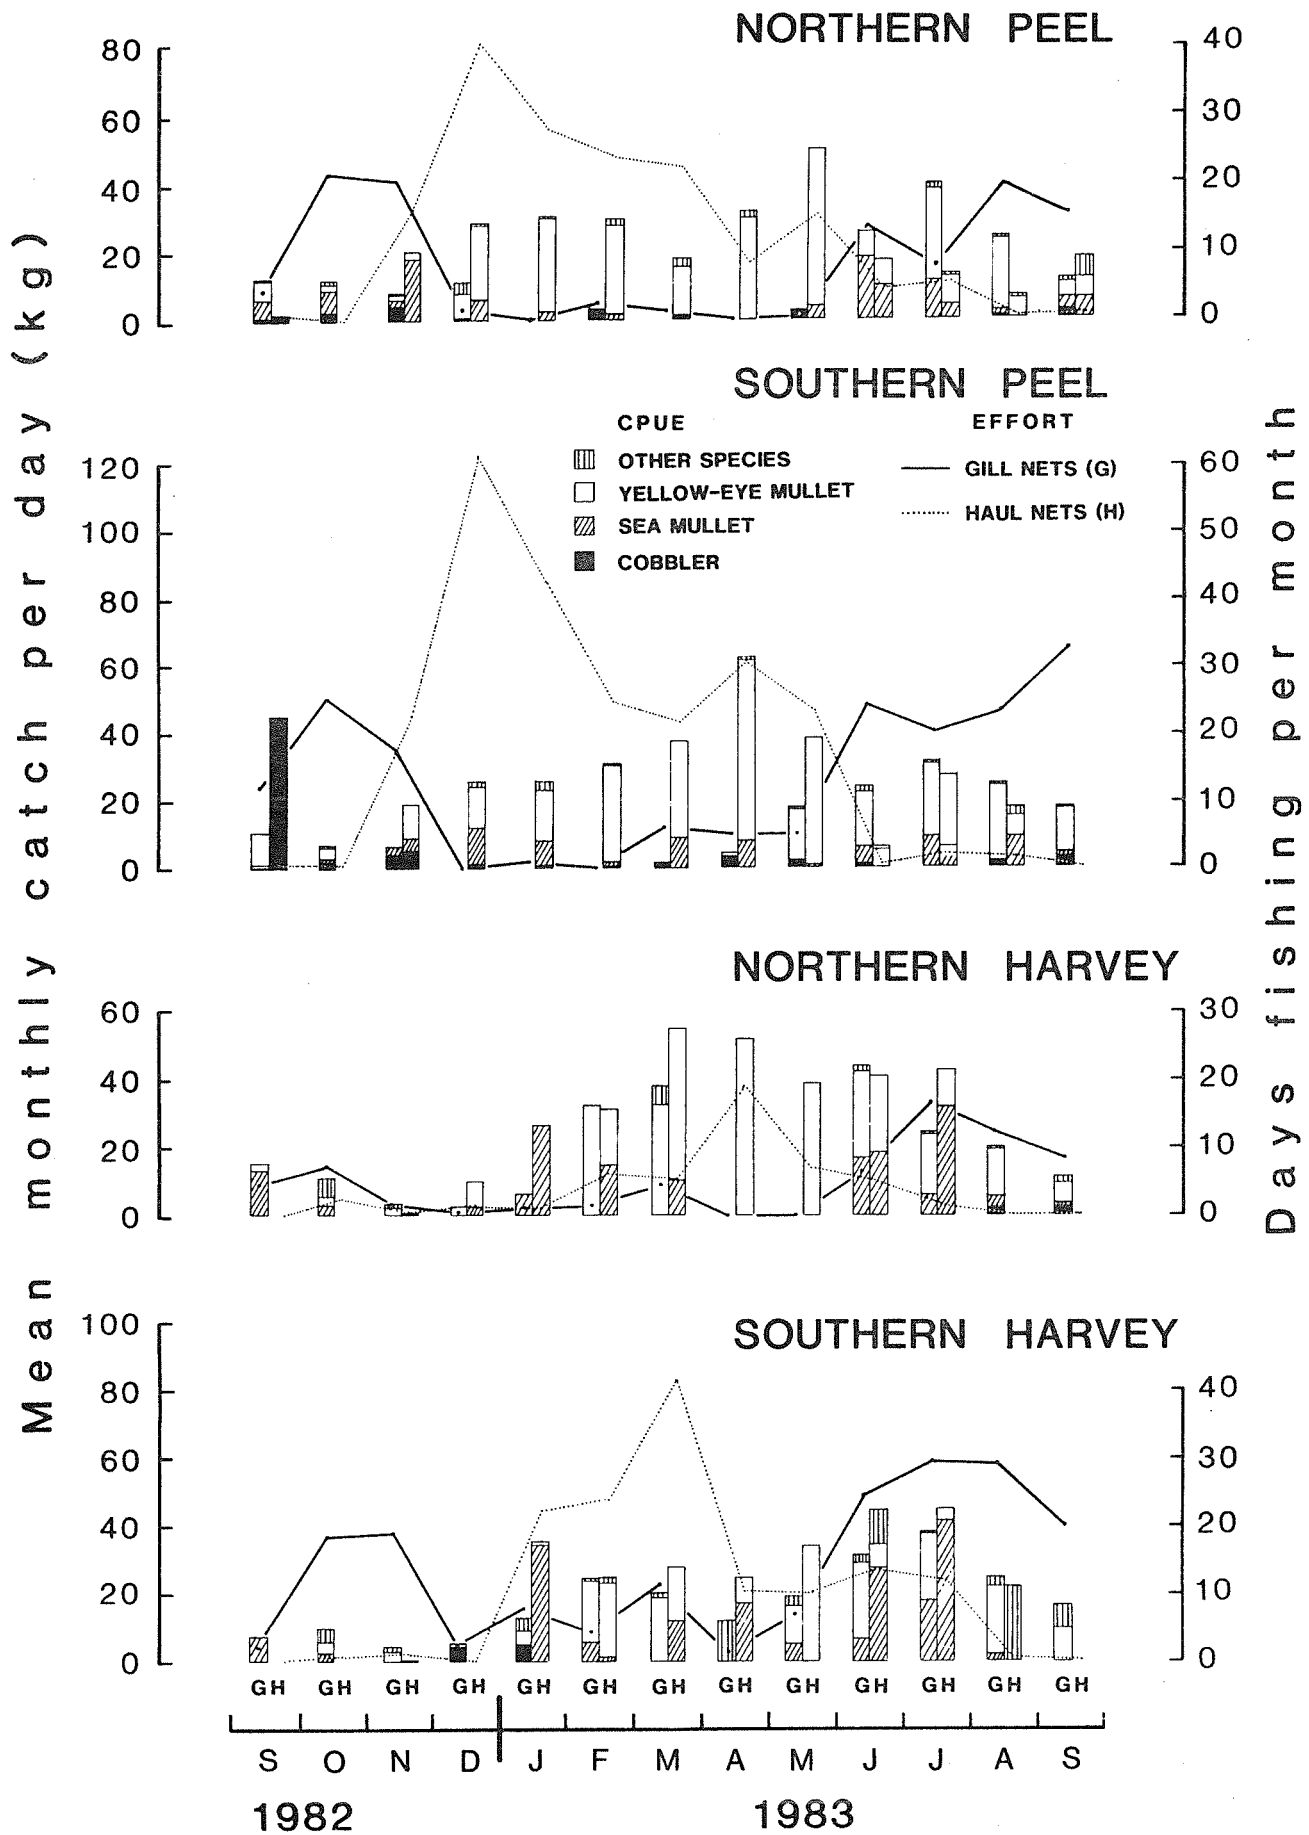 NORTHERN PEEL
80
60
40
20
0
40
30
20
10
0
SOUTHERN PEEL
CPUE
OTHER SPECIES
YELLOW-EYE MULLET
SEA MULLET
COBBLER
EFFORT
GILL NETS (G)
HAUL NETS (H)
120
100
80
60
40
20
0
60
50
40
30
20
10
0
NORTHERN HARVEY
60
40
20
0
30
20
10
0
SOUTHERN HARVEY
100
80
60
40
20
0
40
30
20
10
0
Mean monthly catch per day (kg)
Days fishing per month
GH GH GH GH GH GH GH GH GH GH GH GH GH
S O N D J F M A M J J A S
1982 1983